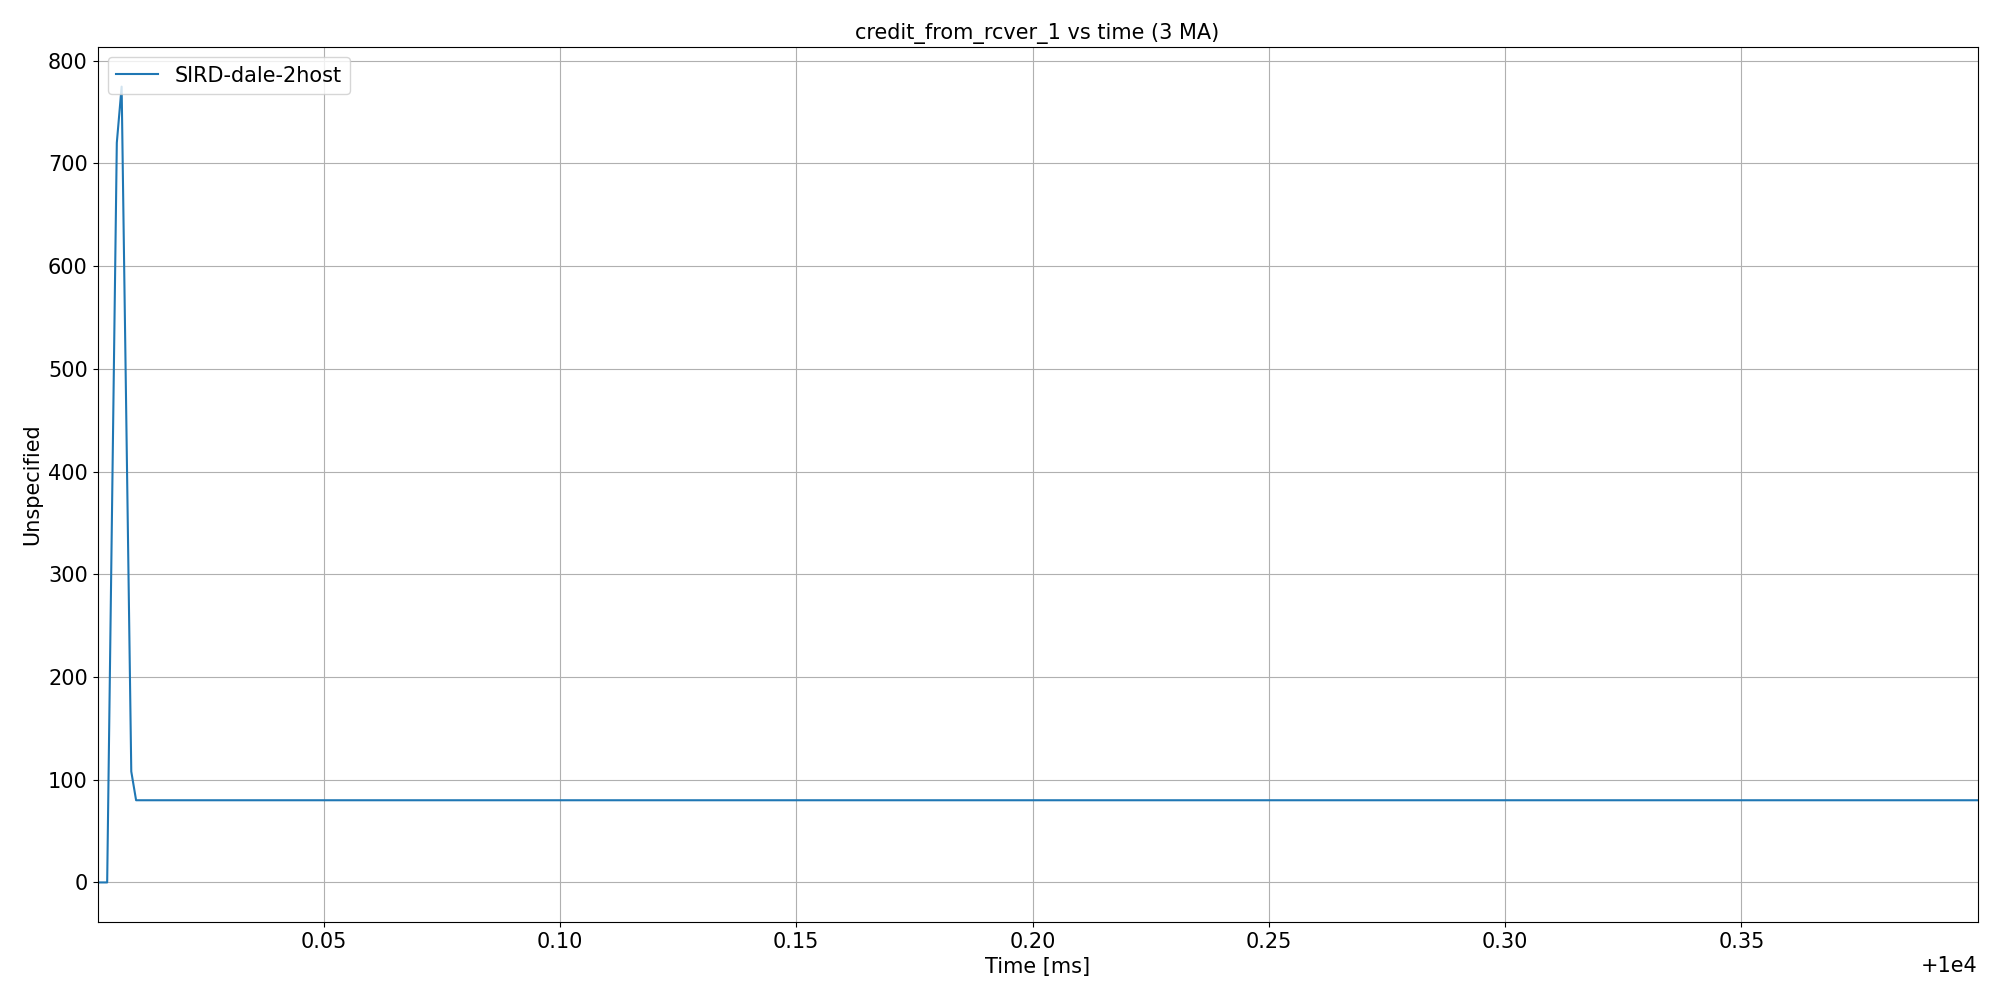 credit_from_rcver_1 vs time (3 MA)
SIRD-dale-2host
800
700
600
500
400
300
200
100
0
Unspecified
0.05 0.10 0.15 0.20 0.25 0.30 0.35
Time [ms]
+1e4